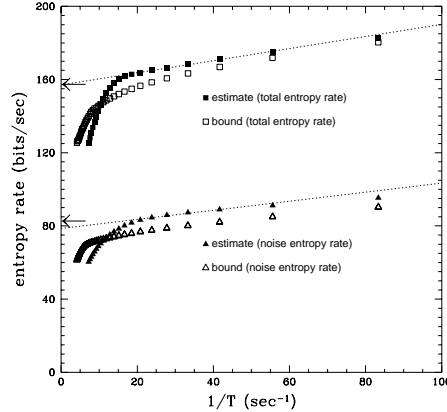 200
160
120
80
40
0
entropy rate (bits/sec)
estimate (total entropy rate)
bound (total entropy rate)
estimate (noise entropy rate)
bound (noise entropy rate)
0 20 40 60 80 100
1/T (sec⁻¹)